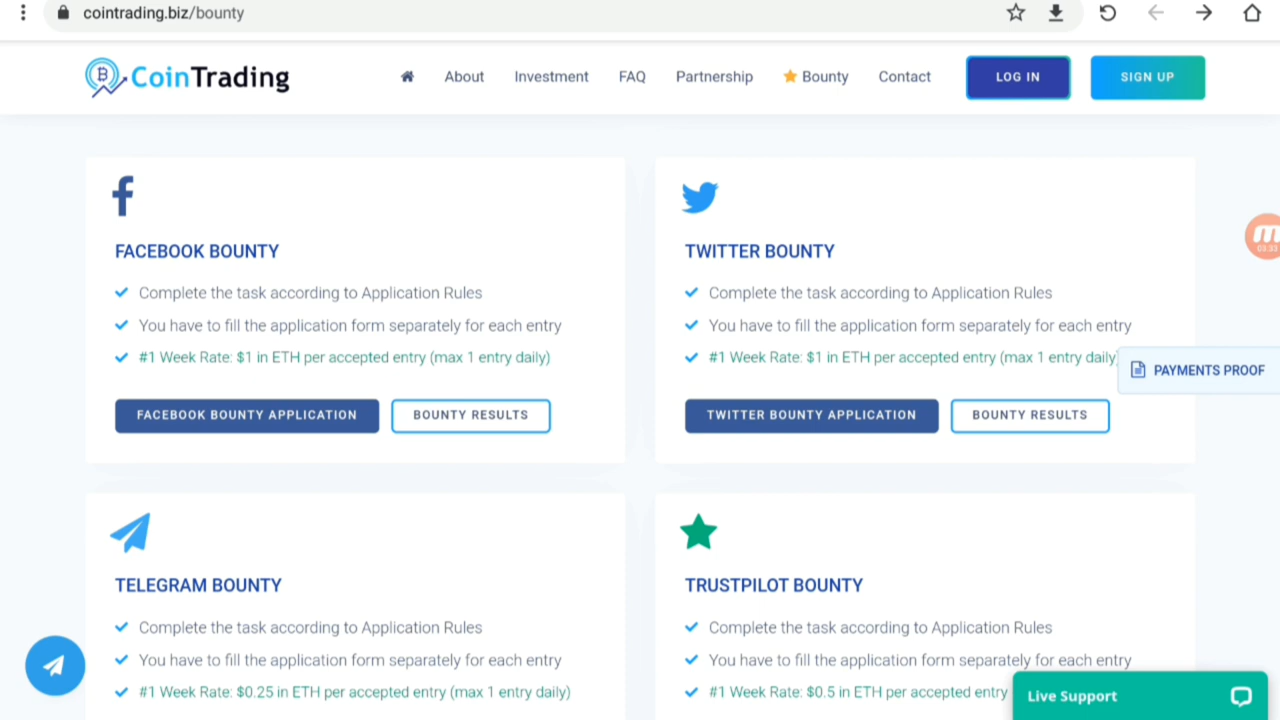 cointrading.biz/bounty
CoinTrading
About
Investment
FAQ
Partnership
Bounty
Contact
LOG IN
SIGN UP
FACEBOOK BOUNTY
Complete the task according to Application Rules
You have to fill the application form separately for each entry
#1 Week Rate: $1 in ETH per accepted entry (max 1 entry daily)
FACEBOOK BOUNTY APPLICATION
BOUNTY RESULTS
TWITTER BOUNTY
Complete the task according to Application Rules
You have to fill the application form separately for each entry
#1 Week Rate: $1 in ETH per accepted entry (max 1 entry daily
TWITTER BOUNTY APPLICATION
BOUNTY RESULTS
PAYMENTS PROOF
TELEGRAM BOUNTY
Complete the task according to Application Rules
You have to fill the application form separately for each entry
#1 Week Rate: $0.25 in ETH per accepted entry (max 1 entry daily)
TRUSTPILOT BOUNTY
Complete the task according to Application Rules
You have to fill the application form separately for each entry
#1 Week Rate: $0.5 in ETH per accepted entry
Live Support